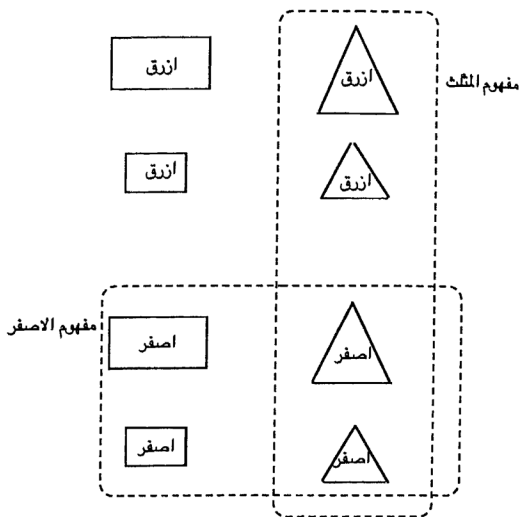 ازرق ازرق
مفهوم المثلث
ازرق ازرق
مفهوم الاصفر
اصفر اصفر
اصفر اصفر